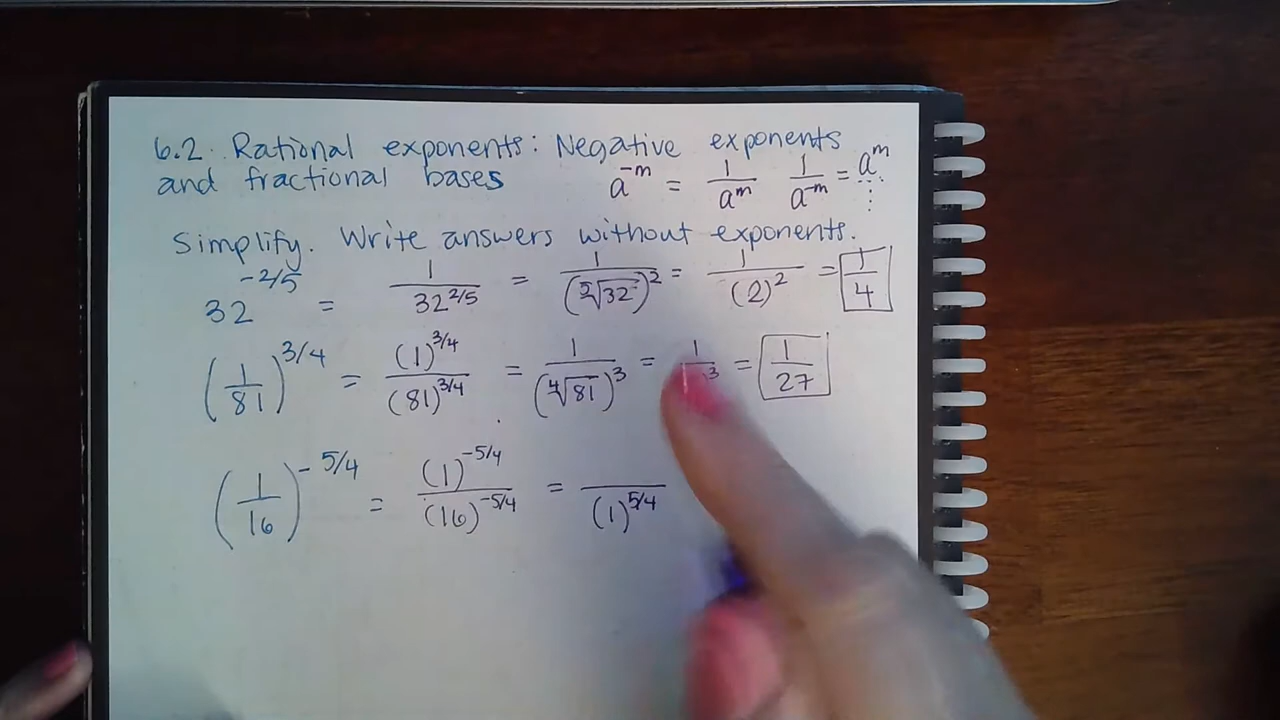 6.2 Rational exponents: Negative exponents
and fractional bases a^-m = 1/a^m 1/a^-m = a^m
Simplify. Write answers without exponents.
32^-2/5 = 1/32^2/5 = 1/(⁵√32)^2 = 1/(2)^2 = 1/4
(1/81)^3/4 = (1)^3/4/(81)^3/4 = 1/(⁴√81)^3 = 1/ ^3 = 1/27
(1/16)^-5/4 = (1)^-5/4/(16)^-5/4 = /(1)^5/4